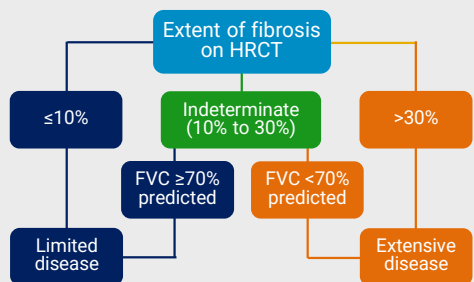 Extent of fibrosis
on HRCT
≤10%
Indeterminate
(10% to 30%)
>30%
FVC ≥70%
predicted
FVC <70%
predicted
Limited
disease
Extensive
disease